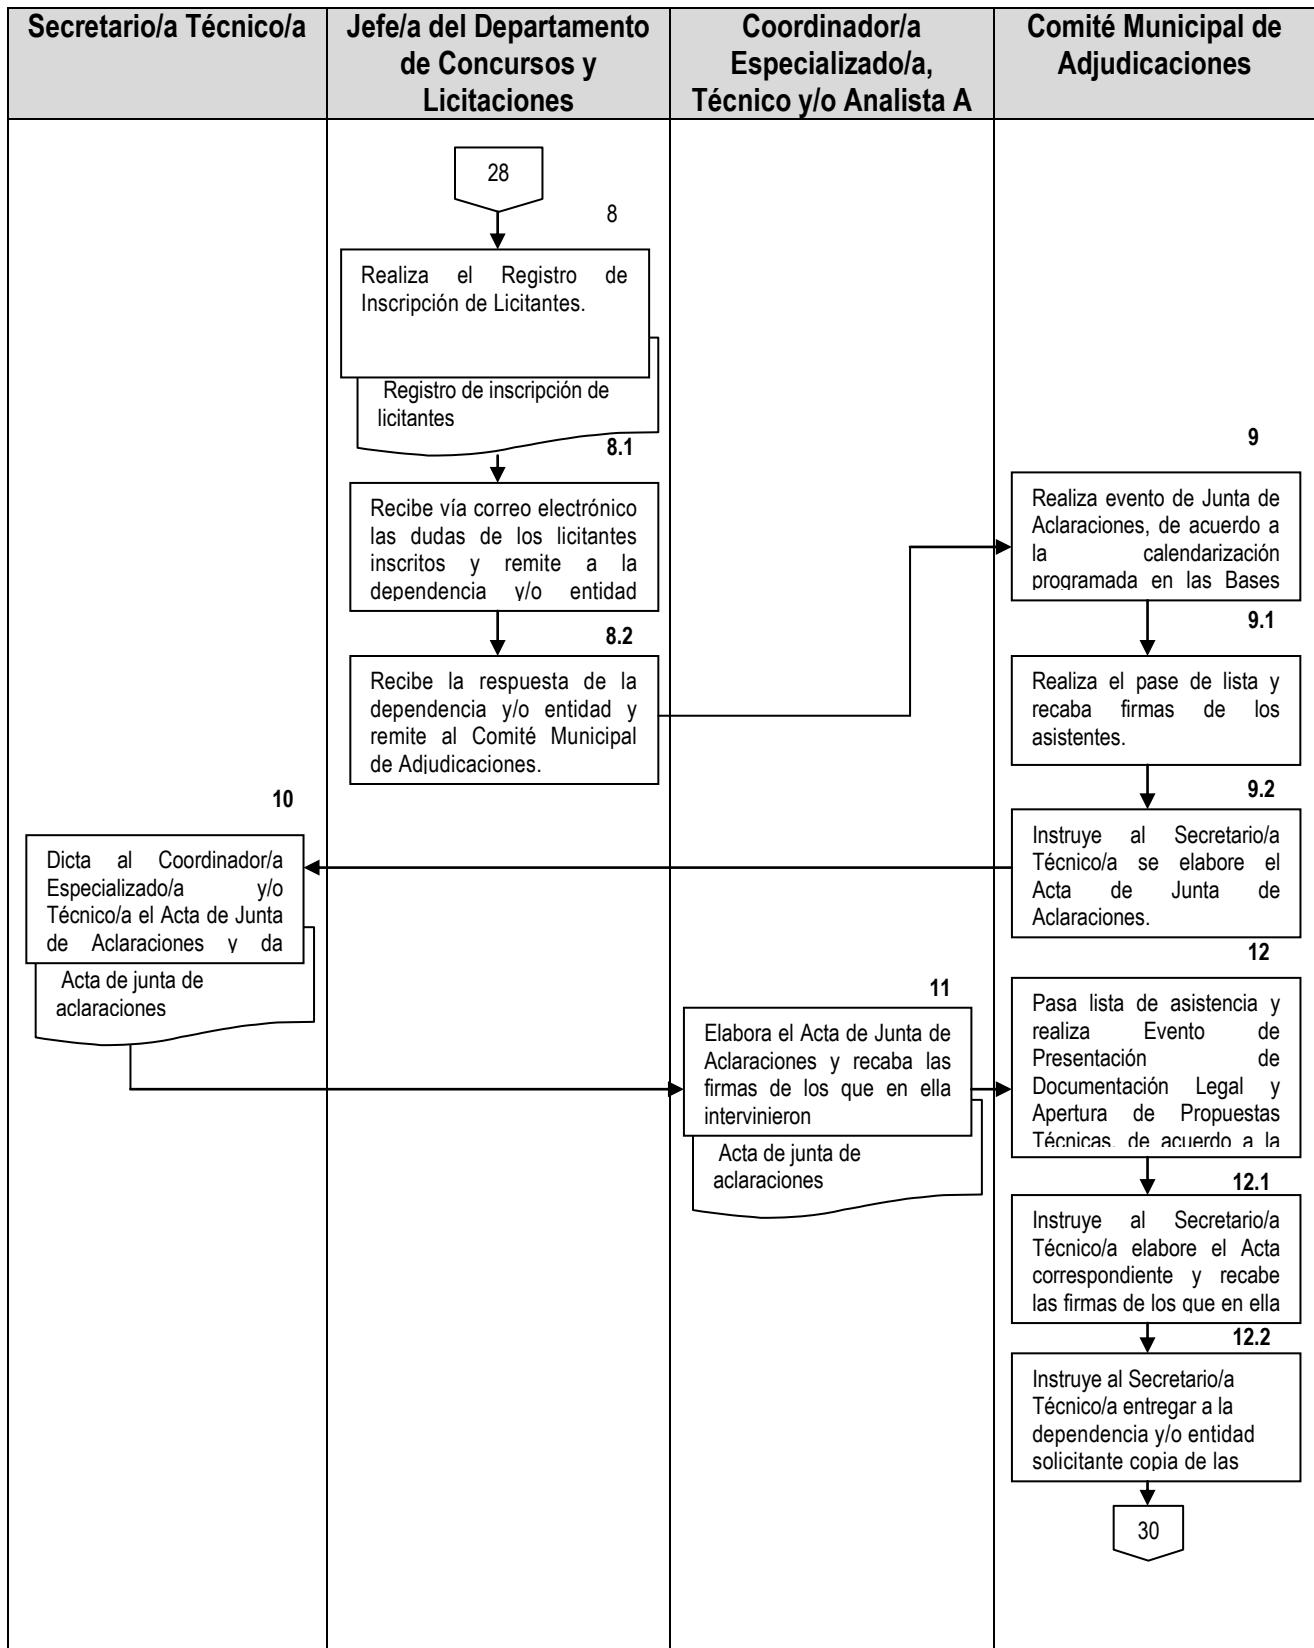 Secretario/a Técnico/a
Jefe/a del Departamento
de Concursos y
Licitaciones
Coordinador/a
Especializado/a,
Técnico y/o Analista A
Comité Municipal de
Adjudicaciones
28
8
Realiza el Registro de
Inscripción de Licitantes.
Registro de inscripción de
licitantes
8.1
Recibe vía correo electrónico
las dudas de los licitantes
inscritos y remite a la
dependencia y/o entidad
8.2
Recibe la respuesta de la
dependencia y/o entidad y
remite al Comité Municipal
de Adjudicaciones.
9
Realiza evento de Junta de
Aclaraciones, de acuerdo a
la calendarización
programada en las Bases
9.1
Realiza el pase de lista y
recaba firmas de los
asistentes.
9.2
Instruye al Secretario/a
Técnico/a se elabore el
Acta de Junta de
Aclaraciones.
10
Dicta al Coordinador/a
Especializado/a y/o
Técnico/a el Acta de Junta
de Aclaraciones y da
Acta de junta de
aclaraciones
11
Elabora el Acta de Junta de
Aclaraciones y recaba las
firmas de los que en ella
intervinieron
Acta de junta de
aclaraciones
12
Pasa lista de asistencia y
realiza Evento de
Presentación de
Documentación Legal y
Apertura de Propuestas
Técnicas, de acuerdo a la
12.1
Instruye al Secretario/a
Técnico/a elabore el Acta
correspondiente y recabe
las firmas de los que en ella
12.2
Instruye al Secretario/a
Técnico/a entregar a la
dependencia y/o entidad
solicitante copia de las
30